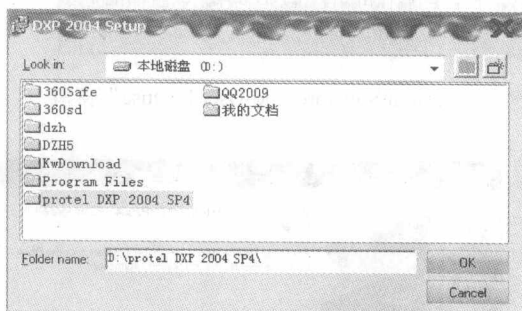 DXP 2004 Setup
Look in: 本地磁盘 (D:)
360Safe
360sd
dzh
DZH5
KwDownload
Program Files
protel DXP 2004 SP4
QQ2009
我的文档
Folder name: D:\protel DXP 2004 SP4\
OK
Cancel